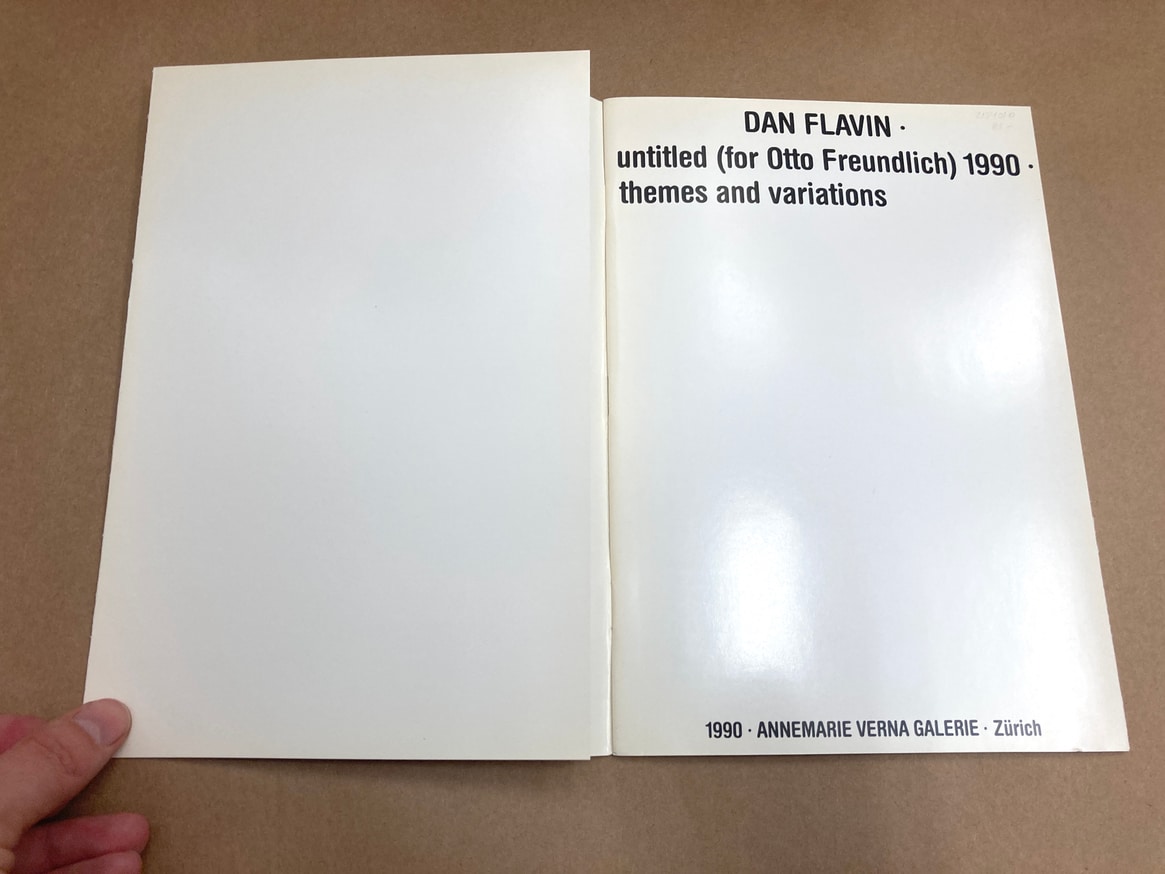 DAN FLAVIN ·
untitled (for Otto Freundlich) 1990 ·
themes and variations
1990 · ANNEMARIE VERNA GALERIE · Zürich